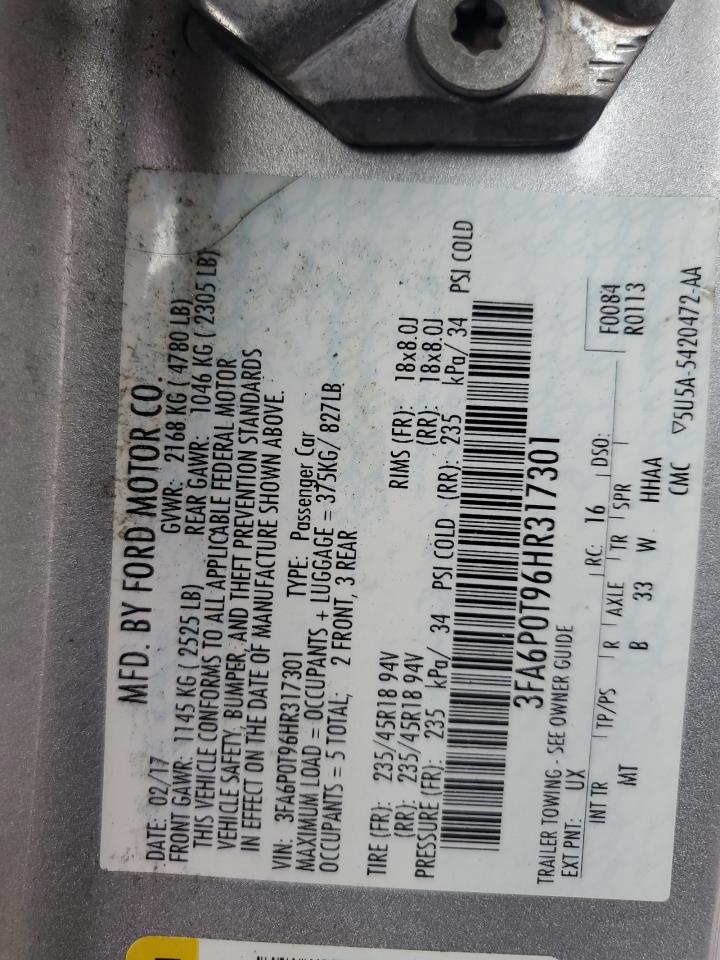 MFD. BY FORD MOTOR CO.
DATE: 02/17 GVWR: 2168 KG ( 4780 LB)
FRONT GAWR: 1145 KG ( 2525 LB) REAR GAWR: 1046 KG ( 2305 LB)
THIS VEHICLE CONFORMS TO ALL APPLICABLE FEDERAL MOTOR
VEHICLE SAFETY, BUMPER, AND THEFT PREVENTION STANDARDS
IN EFFECT ON THE DATE OF MANUFACTURE SHOWN ABOVE.
VIN: 3FA6P0T96HR317301 TYPE: Passenger Car
MAXIMUM LOAD = OCCUPANTS + LUGGAGE = 375KG/ 827LB
OCCUPANTS = 5 TOTAL, 2 FRONT, 3 REAR
TIRE (FR): 235/45R18 94V RIMS (FR): 18x8.0J
(RR): 235/45R18 94V (RR): 18x8.0J
PRESSURE (FR): 235 kPa/ 34 PSI COLD (RR): 235 kPa/ 34 PSI COLD
3FA6P0T96HR317301
TRAILER TOWING - SEE OWNER GUIDE
EXT PNT: UX RC: 16 DSO: F0084
R0113
INT TR TP/PS R AXLE TR SPR
MT B 33 W HHAA
CMC ▽5U5A-5420472-AA